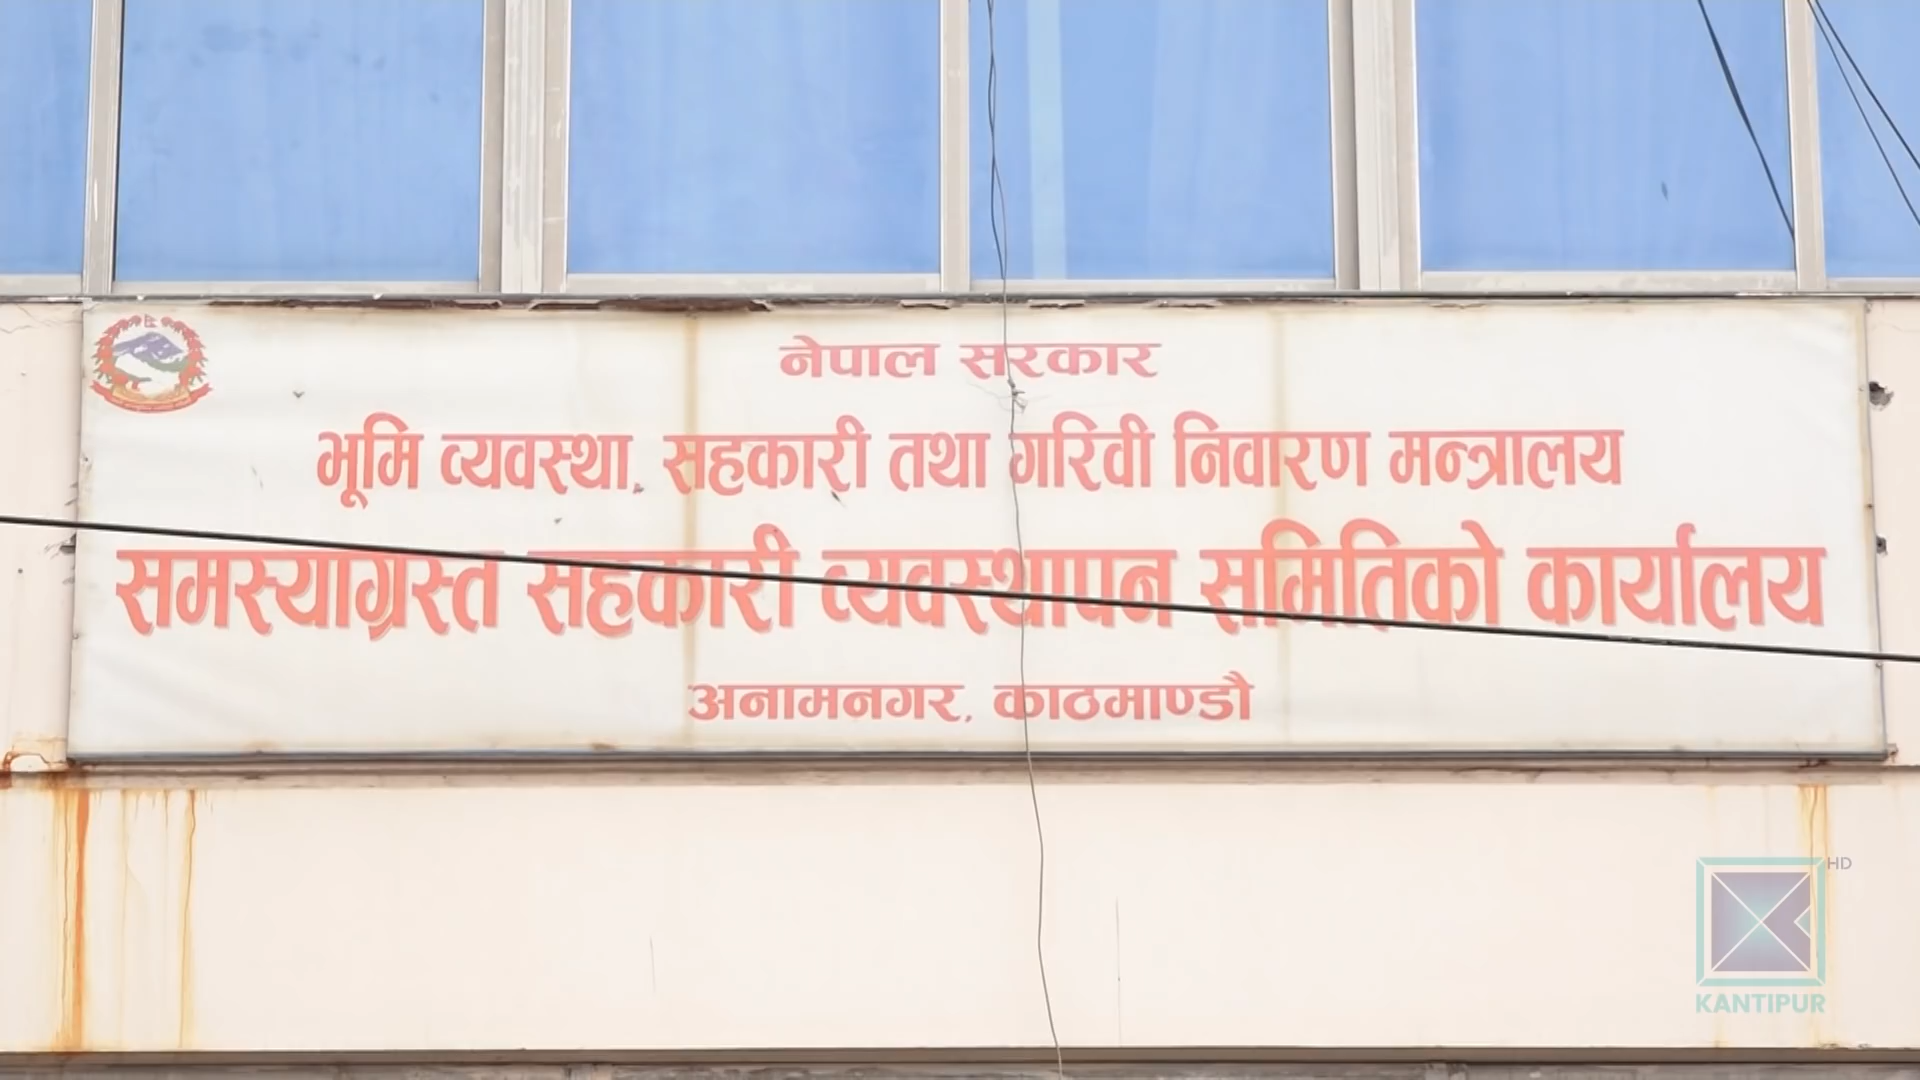 नेपाल सरकार
भूमि व्यवस्था, सहकारी तथा गरिवी निवारण मन्त्रालय
समस्याग्रस्त सहकारी व्यवस्थापन समितिको कार्यालय
अनामनगर, काठमाण्डौ
HD
KANTIPUR